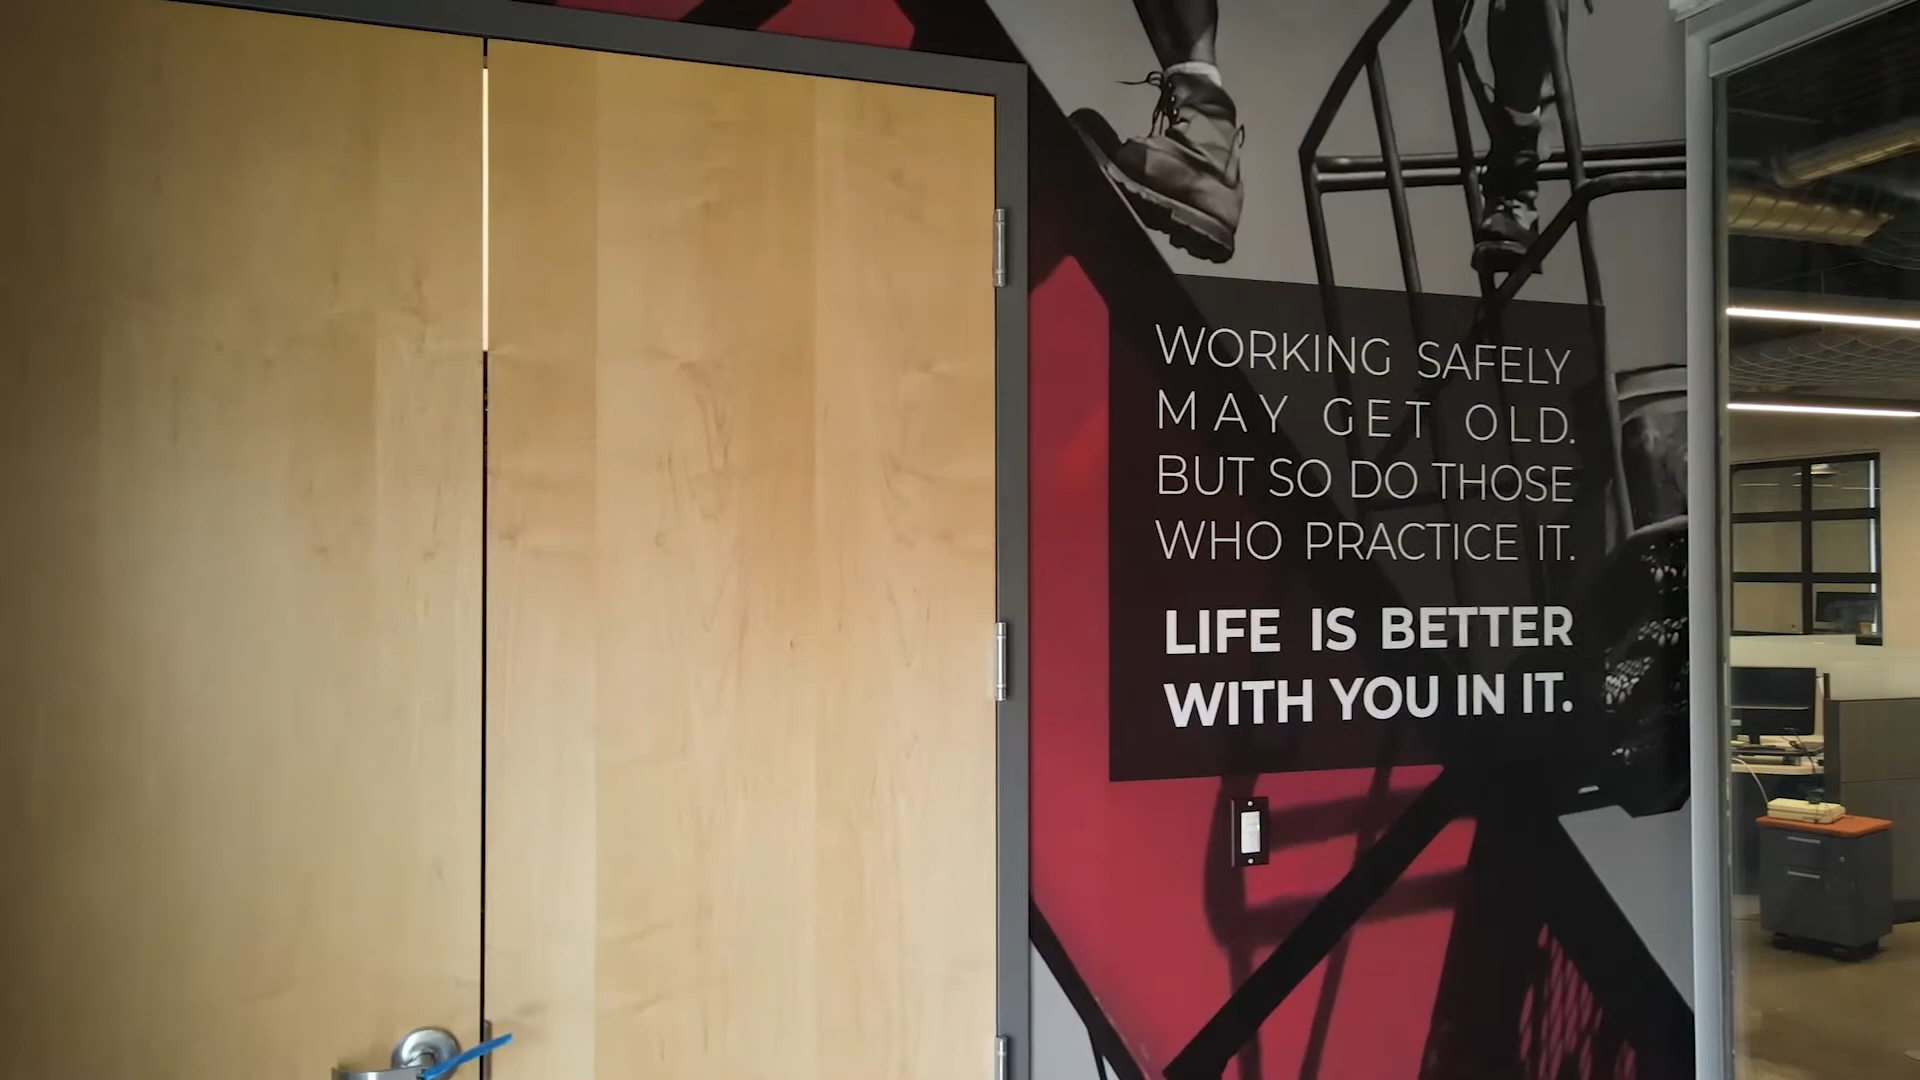 WORKING SAFELY
MAY GET OLD.
BUT SO DO THOSE
WHO PRACTICE IT.
LIFE IS BETTER
WITH YOU IN IT.